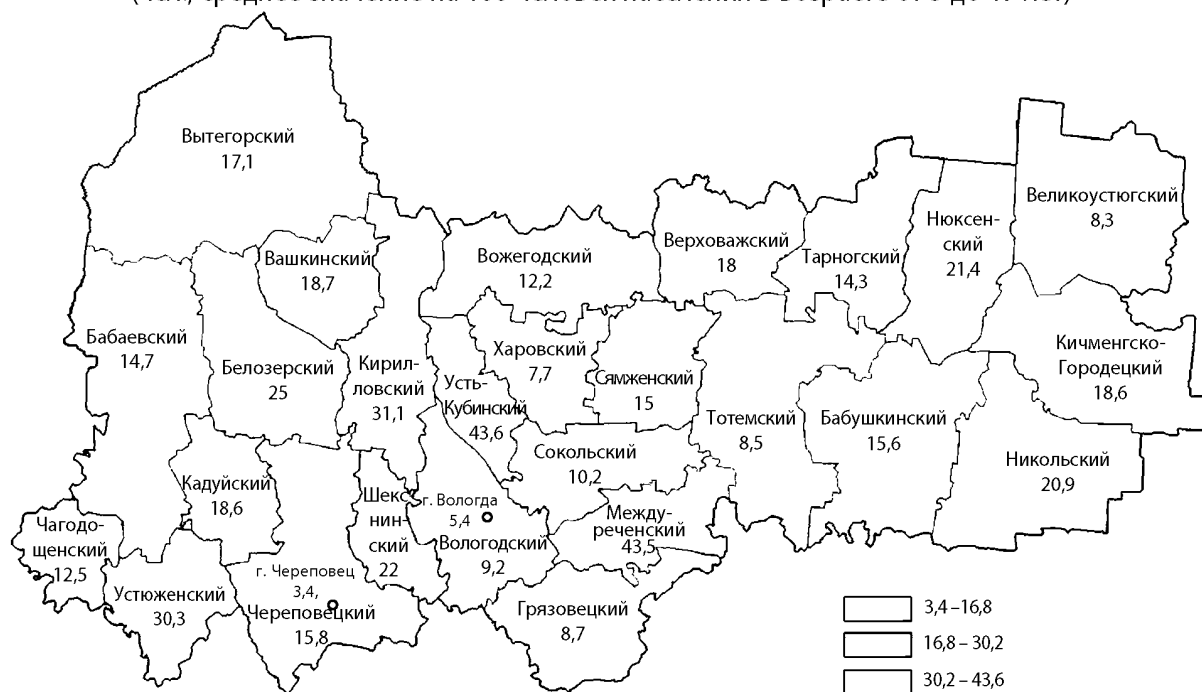 Вытегорский
17,1
Великоустюгский
8,3
Нюксен-
ский
21,4
Верховажский
18
Тарногский
14,3
Вашкинский
18,7
Вожегодский
12,2
Бабаевский
14,7
Белозерский
25
Кирил-
ловский
31,1
Усть-
Кубинский
43,6
Харовский
7,7
Сямженский
15
Кичменгско-
Городецкий
18,6
Тотемский
8,5
Бабушкинский
15,6
Никольский
20,9
Сокольский
10,2
Кадуйский
18,6
Шекс
нин-
ский
22
г. Вологда
5,4
Вологодский
9,2
Между-
реченский
43,5
Чагодо-
щенский
12,5
Устюженский
30,3
г. Череповец
3,4,
Череповецкий
15,8
Грязовецкий
8,7
3,4 – 16,8
16,8 – 30,2
30,2 – 43,6